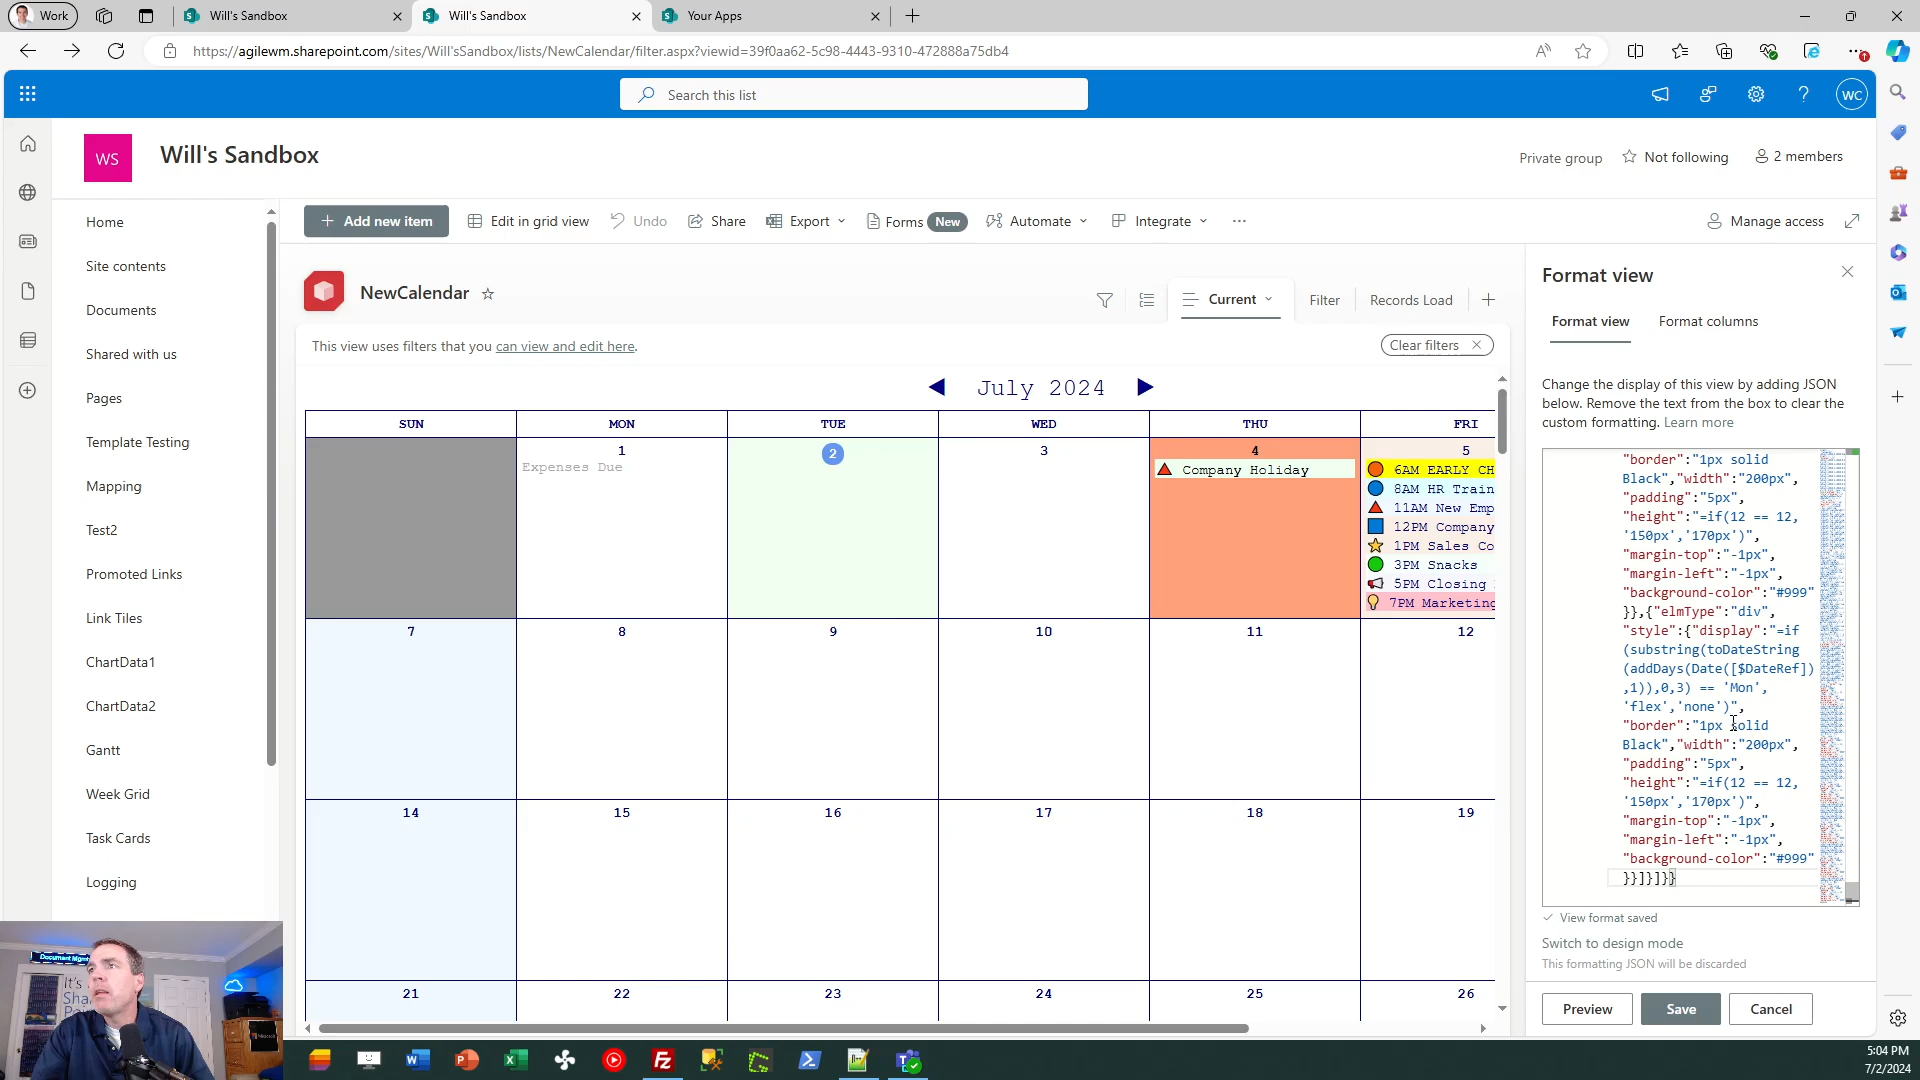 Work
Will's Sandbox
Will's Sandbox
Your Apps
https://agilewm.sharepoint.com/sites/Will'sSandbox/lists/NewCalendar/filter.aspx?viewid=39f0aa62-5c98-4443-9310-472888a75db4
Search this list
WC
WS
Will's Sandbox
Private group
Not following
2 members
Home
Site contents
Documents
Shared with us
Pages
Template Testing
Mapping
Test2
Promoted Links
Link Tiles
ChartData1
ChartData2
Gantt
Week Grid
Task Cards
Logging
Add new item
Edit in grid view
Undo
Share
Export
Forms New
Automate
Integrate
Manage access
NewCalendar
Current
Filter
Records Load
This view uses filters that you can view and edit here.
Clear filters
July 2024
SUN MON TUE WED THU FRI
1 2 3 4 5
Expenses Due
Company Holiday
6AM EARLY CH
8AM HR Train
11AM New Emp
12PM Company
1PM Sales Co
3PM Snacks
5PM Closing
7PM Marketing
7 8 9 10 11 12
14 15 16 17 18 19
21 22 23 24 25 26
Format view
Format view
Format columns
Change the display of this view by adding JSON
below. Remove the text from the box to clear the
custom formatting. Learn more
"border":"1px solid
Black","width":"200px",
"padding":"5px",
"height":"=if(12 == 12,
'150px','170px')",
"margin-top":"-1px",
"margin-left":"-1px",
"background-color":"#999"
}},{"elmType":"div",
"style":{"display":"=if
(substring(toDateString
(addDays(Date([$DateRef])
,1)),0,3) == 'Mon',
'flex','none')",
"border":"1px solid
Black","width":"200px",
"padding":"5px",
"height":"=if(12 == 12,
'150px','170px')",
"margin-top":"-1px",
"margin-left":"-1px",
"background-color":"#999"
}}]}]}}
View format saved
Switch to design mode
This formatting JSON will be discarded
Preview
Save
Cancel
Document Mgm
It's
Sha
Poi
5:04 PM
7/2/2024